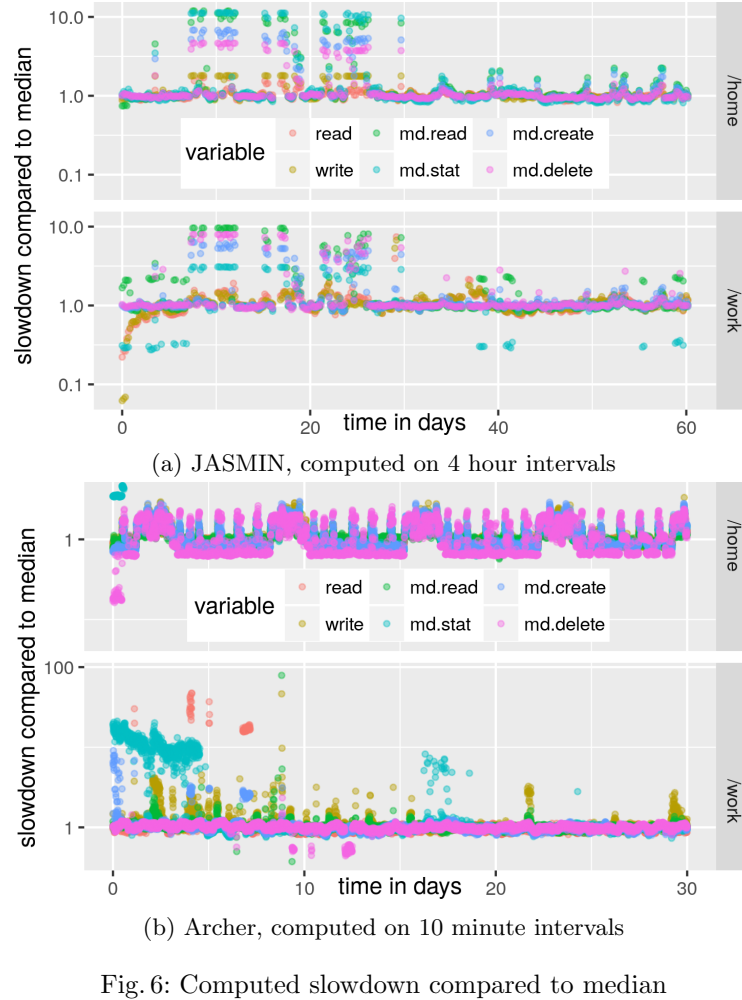 slowdown compared to median
10.0
1.0
0.1
variable
read
md.read
md.create
write
md.stat
md.delete
/home
10.0
1.0
0.1
/work
0
20
40
60
time in days
(a) JASMIN, computed on 4 hour intervals
slowdown compared to median
1
variable
read
md.read
md.create
write
md.stat
md.delete
/home
100
1
/work
0
10
20
30
time in days
(b) Archer, computed on 10 minute intervals
Fig. 6: Computed slowdown compared to median